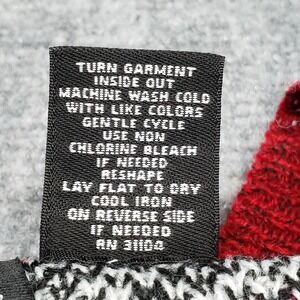 TURN GARMENT
INSIDE OUT
MACHINE WASH COLD
WITH LIKE COLORS
GENTLE CYCLE
USE NON
CHLORINE BLEACH
IF NEEDED
RESHAPE
LAY FLAT TO DRY
COOL IRON
ON REVERSE SIDE
IF NEEDED
RN 31104